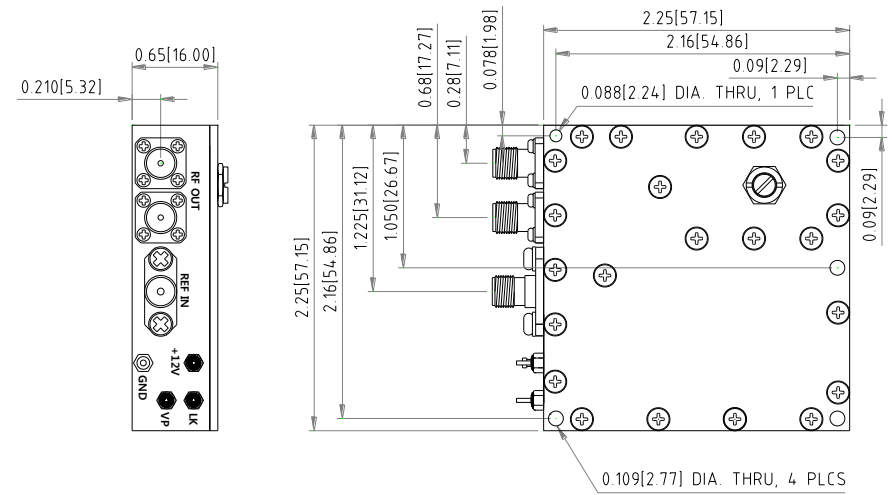 0.65[16.00]
0.210[5.32]
RF OUT
REF IN
+12V
GND
VP
LK
0.68[17.27]
0.28[7.11]
0.078[1.98]
2.25[57.15]
2.16[54.86]
0.09[2.29]
0.088[2.24] DIA. THRU, 1 PLC
2.25[57.15]
2.16[54.86]
1.225[31.12]
1.050[26.67]
0.09[2.29]
0.109[2.77] DIA. THRU, 4 PLCS